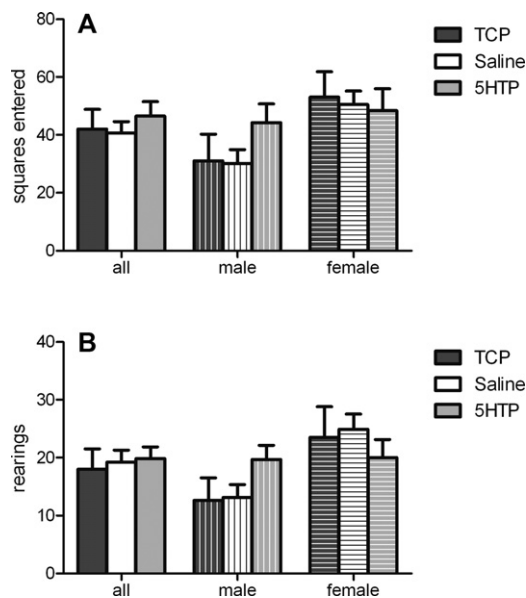 A
80
60
40
20
0
squares entered
all
male
female
TCP
Saline
5HTP
B
40
30
20
10
0
rearings
all
male
female
TCP
Saline
5HTP